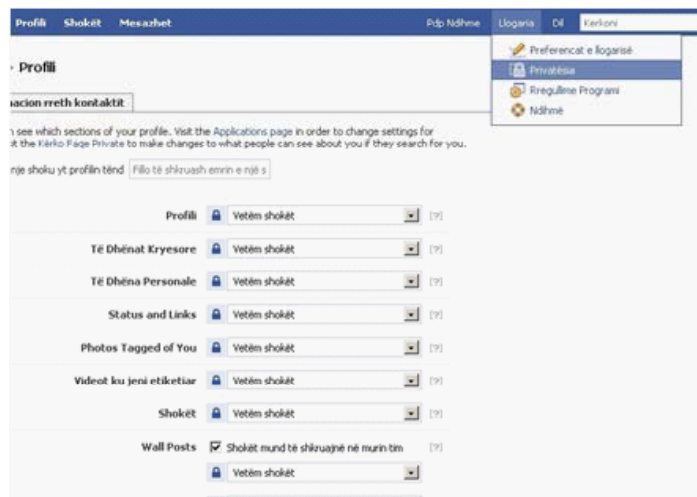 Profili Shokët Mesazhet Pdp Ndihme Llogaria Dil Kerkoni
Preferencat e llogarisë
Privatësia
Rregullime Programi
Ndihmë
› Profili
macion rreth kontaktit
n see which sections of your profile. Visit the Applications page in order to change settings for
it the Kërko Faqe Private to make changes to what people can see about you if they search for you.
nje shoku yt profilin tënd Fillo të shkruash emrin e një s
Profili Vetëm shokët [?]
Të Dhënat Kryesore Vetëm shokët [?]
Të Dhëna Personale Vetëm shokët [?]
Status and Links Vetëm shokët [?]
Photos Tagged of You Vetëm shokët [?]
Videot ku jeni etiketiar Vetëm shokët [?]
Shokët Vetëm shokët [?]
Wall Posts Shokët mund të shkruajnë në murin tim [?]
Vetëm shokët